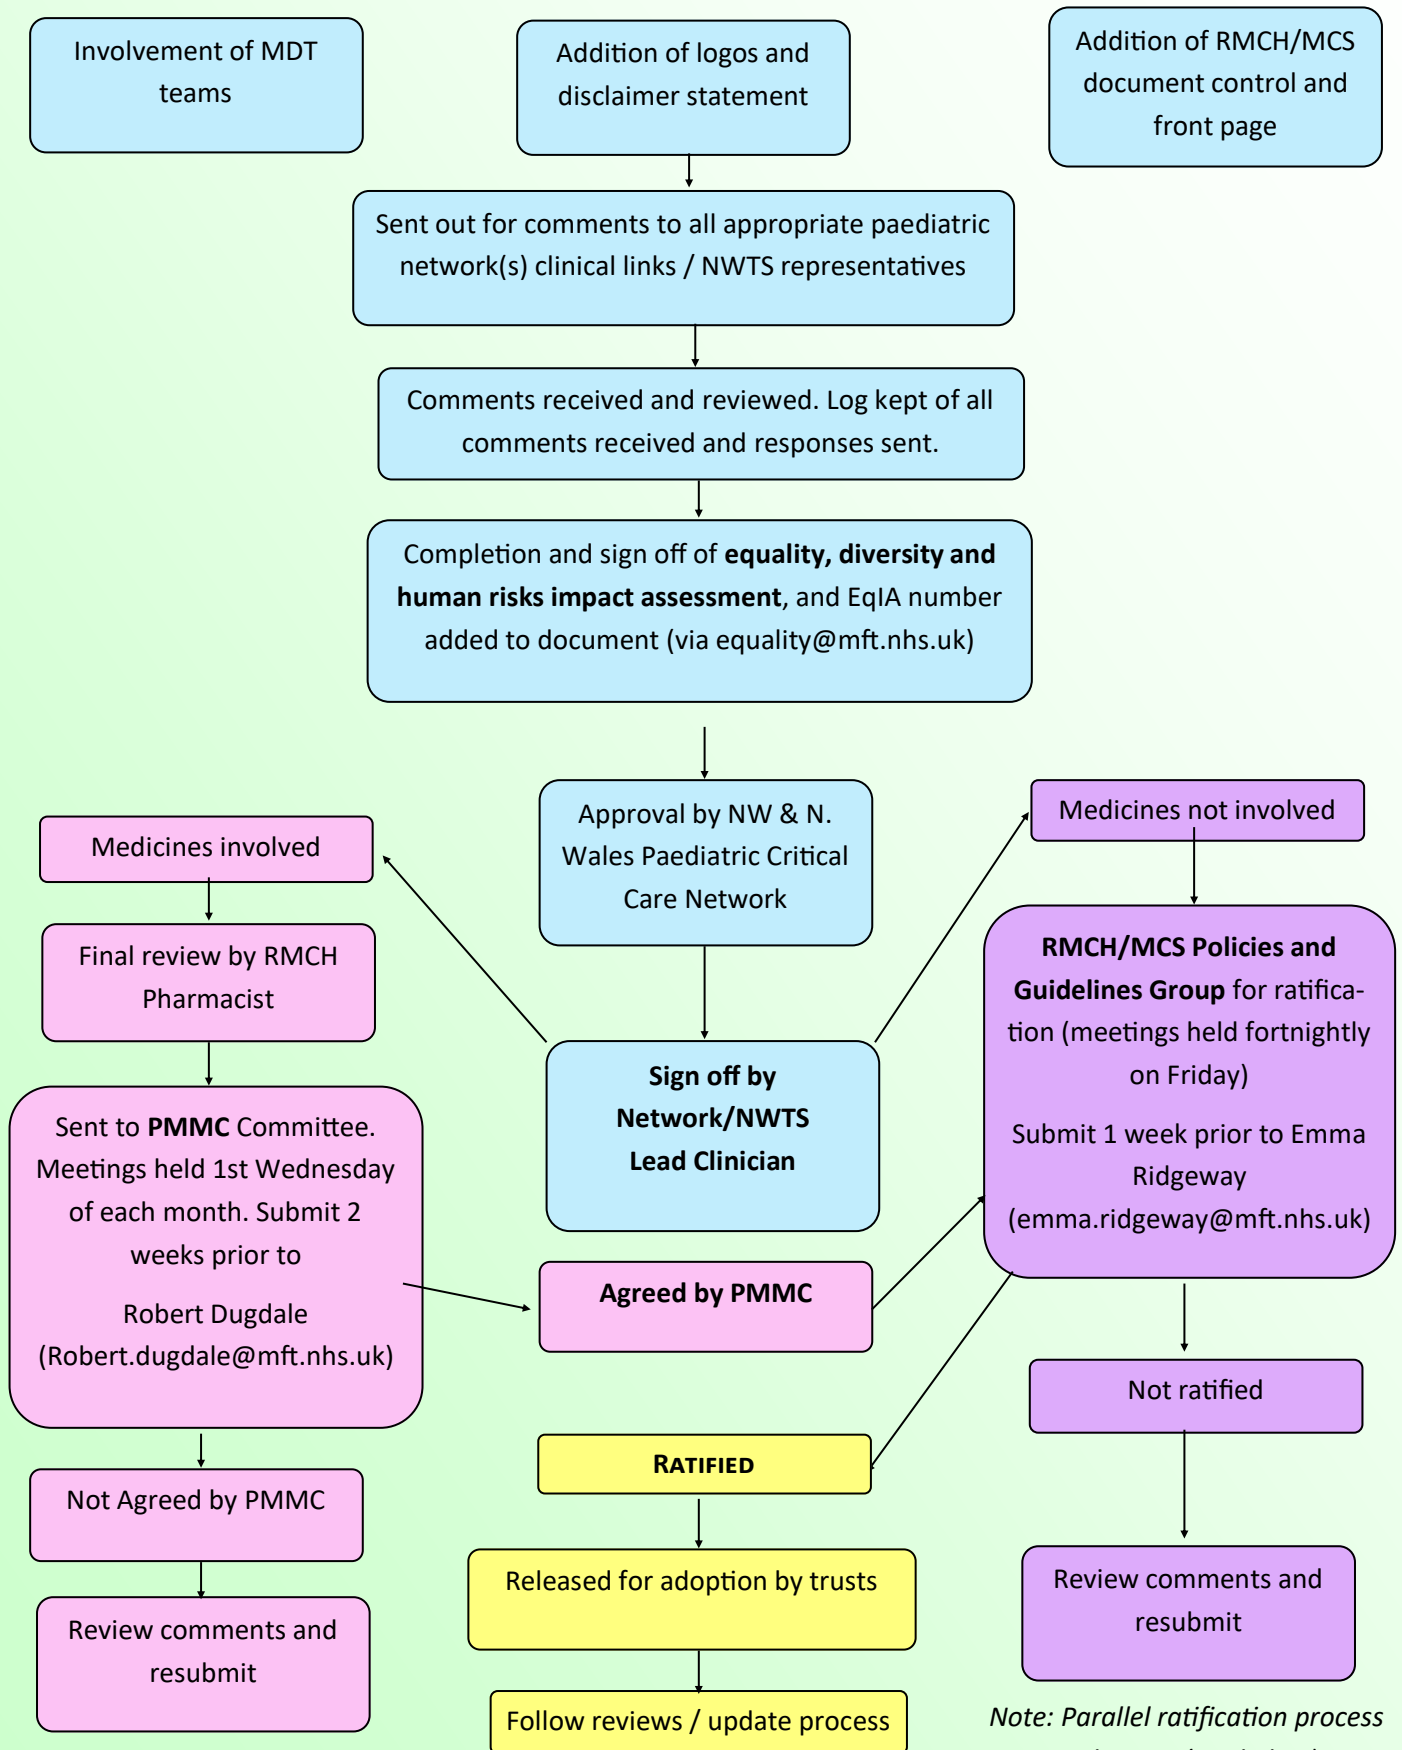 Involvement of MDT
teams
Addition of logos and
disclaimer statement
Addition of RMCH/MCS
document control and
front page
Sent out for comments to all appropriate paediatric
network(s) clinical links / NWTS representatives
Comments received and reviewed. Log kept of all
comments received and responses sent.
Completion and sign off of equality, diversity and
human risks impact assessment, and EqIA number
added to document (via equality@mft.nhs.uk)
Approval by NW & N.
Wales Paediatric Critical
Care Network
Sign off by
Network/NWTS
Lead Clinician
Medicines involved
Final review by RMCH
Pharmacist
Sent to PMMC Committee.
Meetings held 1st Wednesday
of each month. Submit 2
weeks prior to
Robert Dugdale
(Robert.dugdale@mft.nhs.uk)
Not Agreed by PMMC
Review comments and
resubmit
Agreed by PMMC
Medicines not involved
RMCH/MCS Policies and
Guidelines Group for ratifica-
tion (meetings held fortnightly
on Friday)
Submit 1 week prior to Emma
Ridgeway
(emma.ridgeway@mft.nhs.uk)
Not ratified
Review comments and
resubmit
RATIFIED
Released for adoption by trusts
Follow reviews / update process
Note: Parallel ratification process